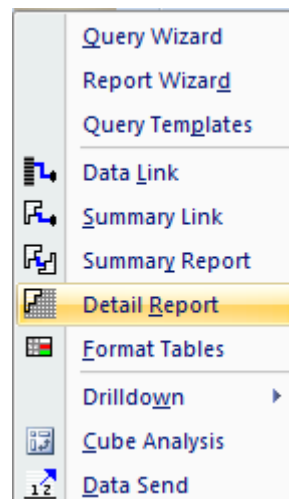 Query Wizard
Report Wizard
Query Templates
Data Link
Summary Link
Summary Report
Detail Report
Format Tables
Drilldown
Cube Analysis
Data Send